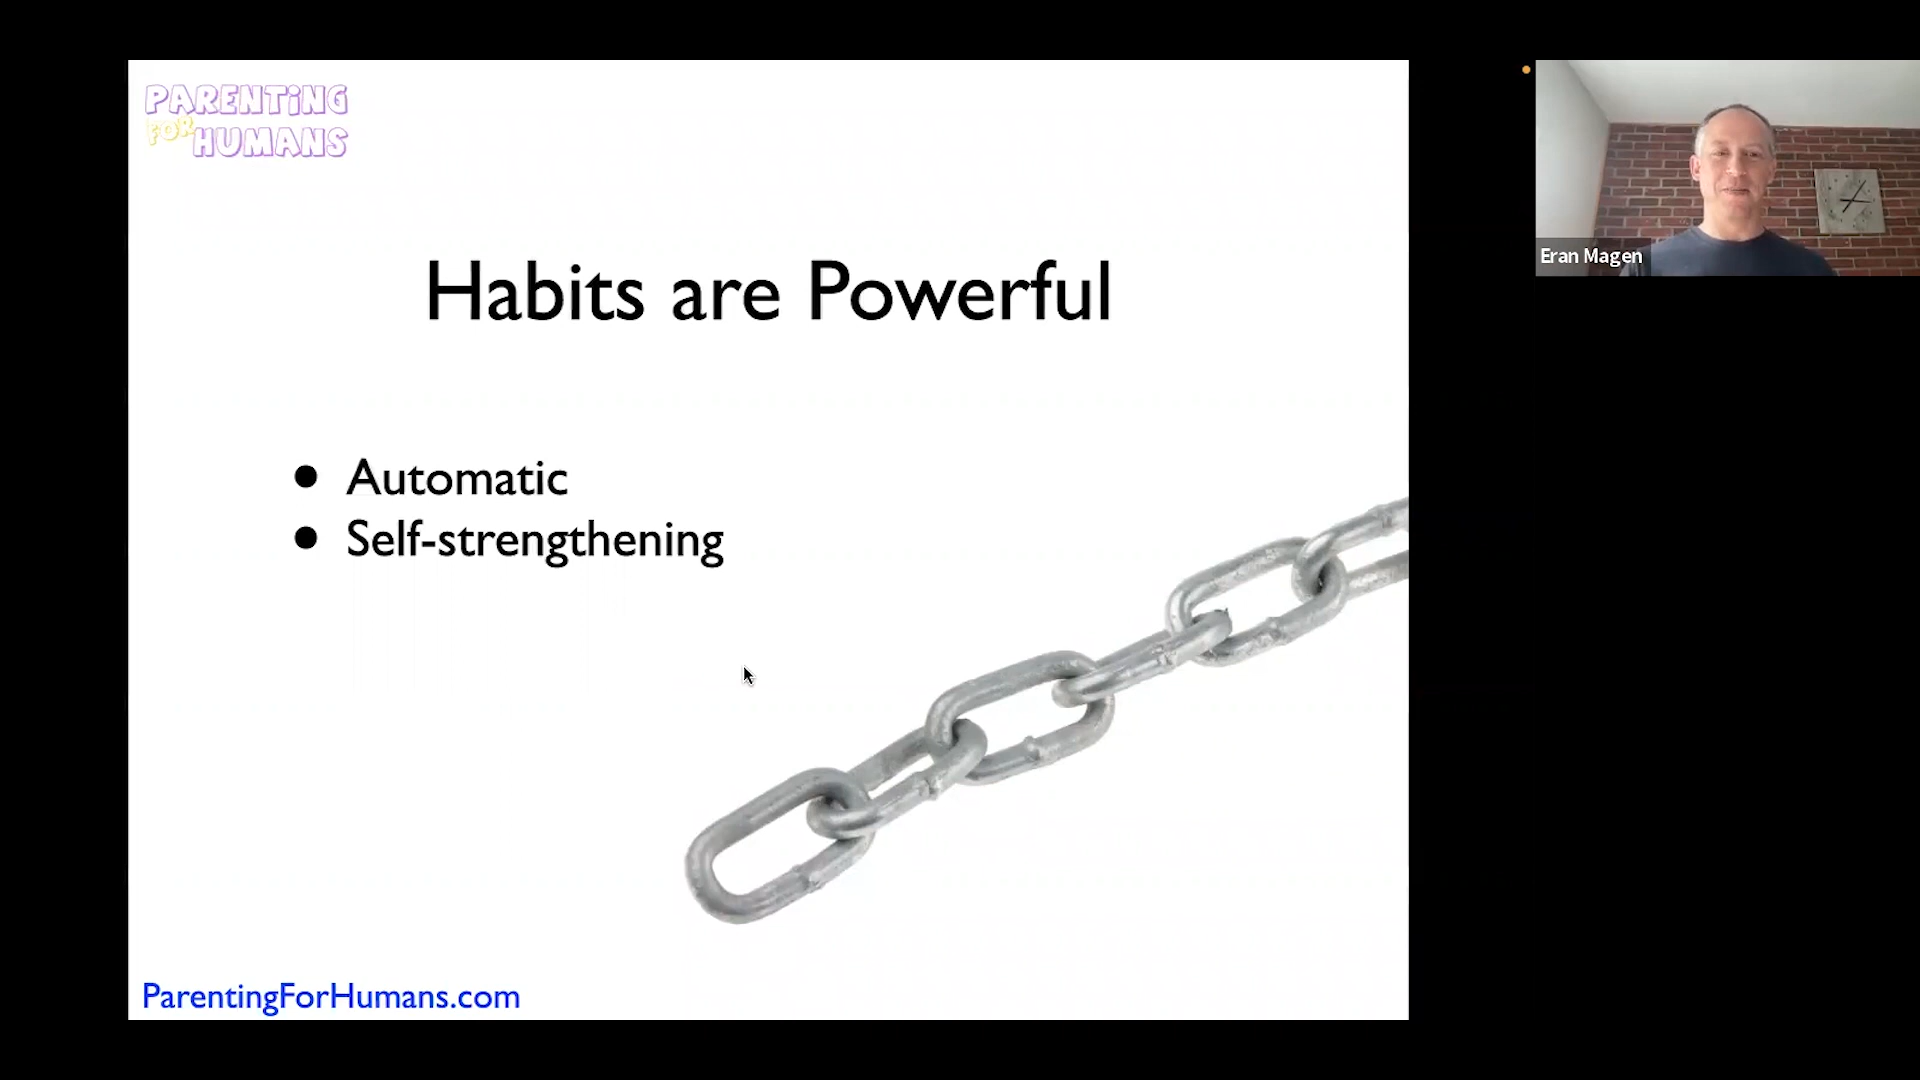 PARENTING
FOR HUMANS
Habits are Powerful
• Automatic
• Self-strengthening
ParentingForHumans.com
Eran Magen